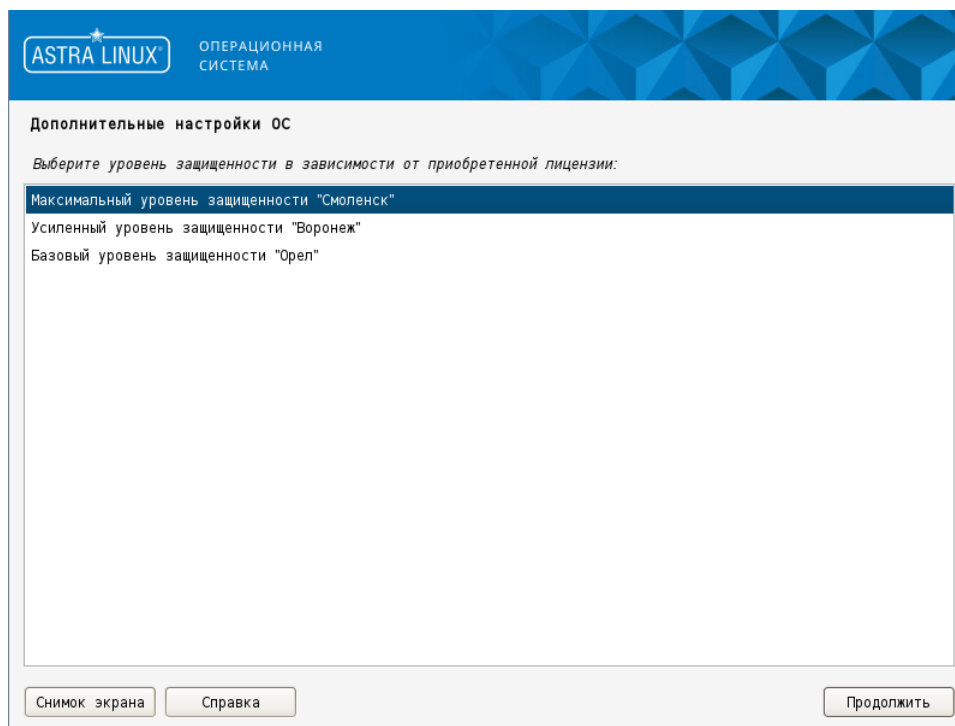 ASTRA LINUX®
ОПЕРАЦИОННАЯ
СИСТЕМА
Дополнительные настройки ОС
Выберите уровень защищенности в зависимости от приобретенной лицензии:
Максимальный уровень защищенности "Смоленск"
Усиленный уровень защищенности "Воронеж"
Базовый уровень защищенности "Орел"
Снимок экрана
Справка
Продолжить